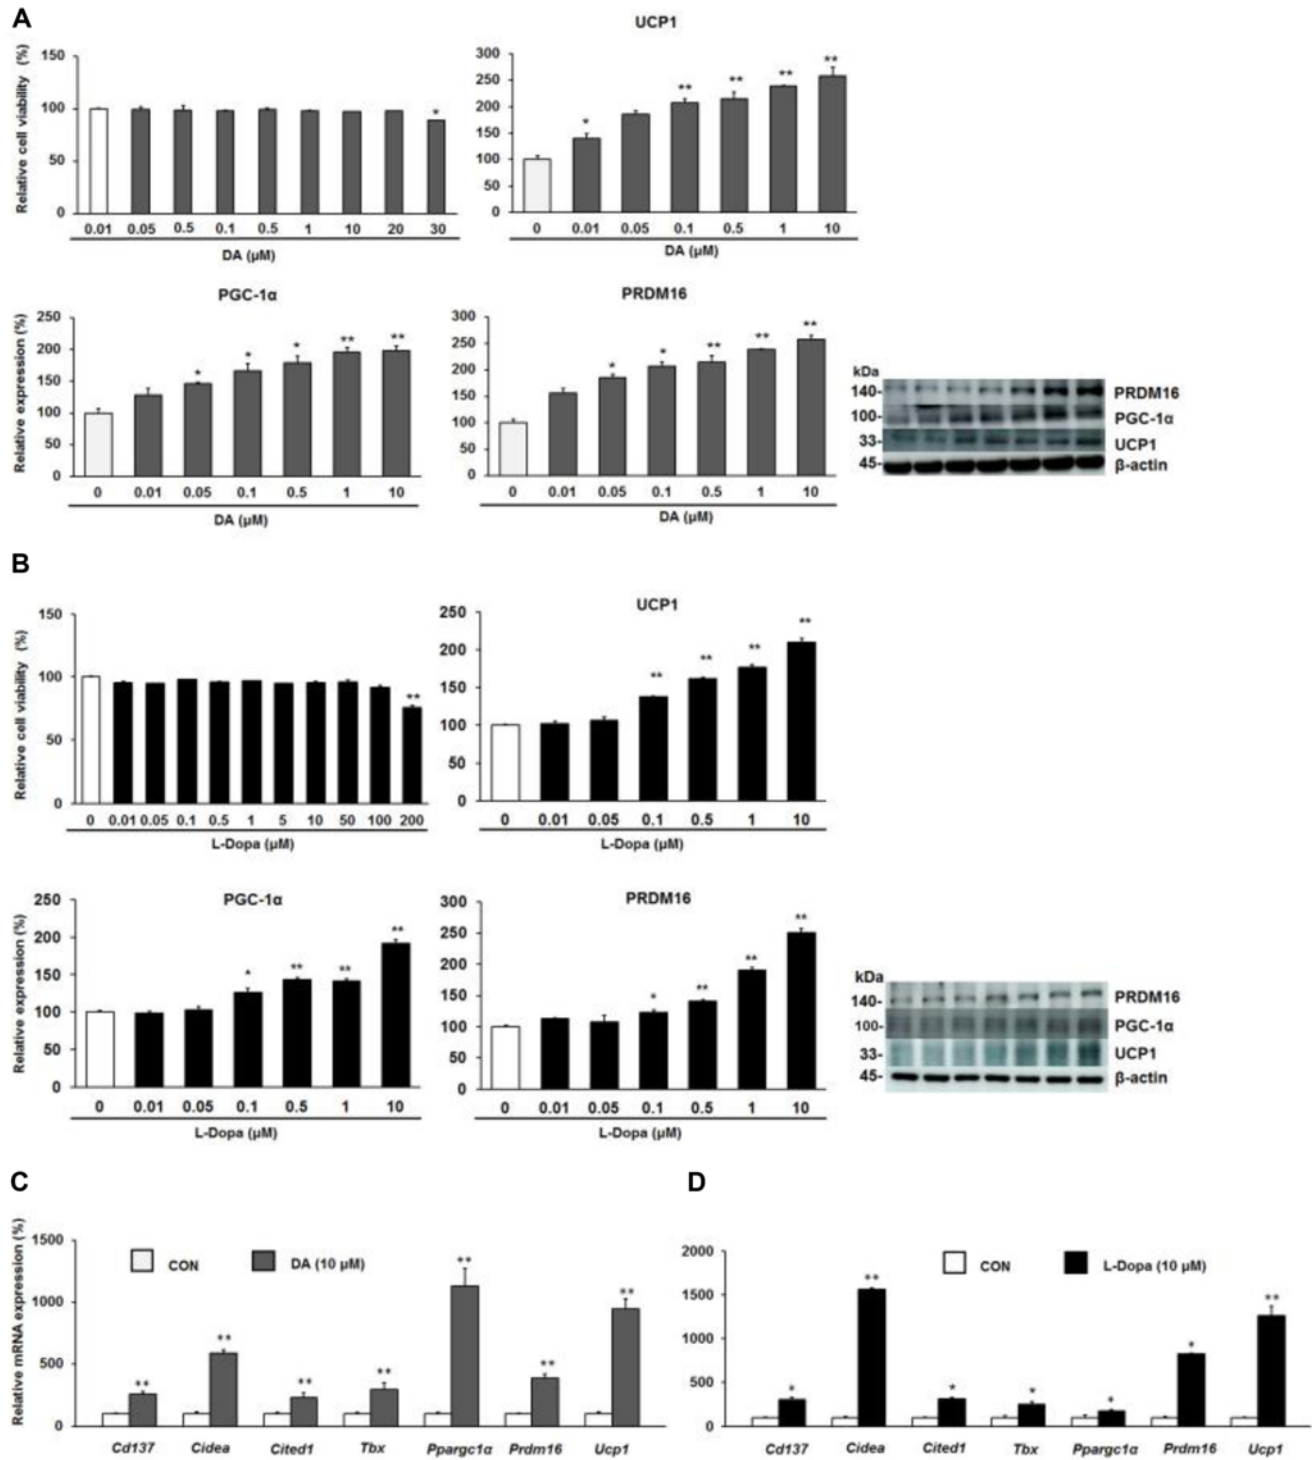 A
UCP1
Relative cell viability (%)
150
100
50
0
0.01 0.05 0.5 0.1 0.5 1 10 20 30
DA (µM)
*
300
250
200
150
100
50
0
* ** ** ** **
0 0.01 0.05 0.1 0.5 1 10
DA (µM)
PGC-1α
Relative expression (%)
250
200
150
100
50
0
* * * ** **
0 0.01 0.05 0.1 0.5 1 10
DA (µM)
PRDM16
300
250
200
150
100
50
0
* * ** ** **
0 0.01 0.05 0.1 0.5 1 10
DA (µM)
kDa
140- PRDM16
100- PGC-1α
33- UCP1
45- β-actin
B
Relative cell viability (%)
150
100
50
0
**
0 0.01 0.05 0.1 0.5 1 5 10 50 100 200
L-Dopa (µM)
UCP1
250
200
150
100
50
0
** ** ** **
0 0.01 0.05 0.1 0.5 1 10
L-Dopa (µM)
PGC-1α
Relative expression (%)
250
200
150
100
50
0
* ** ** **
0 0.01 0.05 0.1 0.5 1 10
L-Dopa (µM)
PRDM16
300
250
200
150
100
50
0
* ** ** **
0 0.01 0.05 0.1 0.5 1 10
L-Dopa (µM)
kDa
140- PRDM16
100- PGC-1α
33- UCP1
45- β-actin
C
Relative mRNA expression (%)
1500
1000
500
0
CON DA (10 µM)
** ** ** ** ** ** **
Cd137 Cidea Cited1 Tbx Ppargc1α Prdm16 Ucp1
D
2000
1500
1000
500
0
CON L-Dopa (10 µM)
* ** * * * * **
Cd137 Cidea Cited1 Tbx Ppargc1α Prdm16 Ucp1